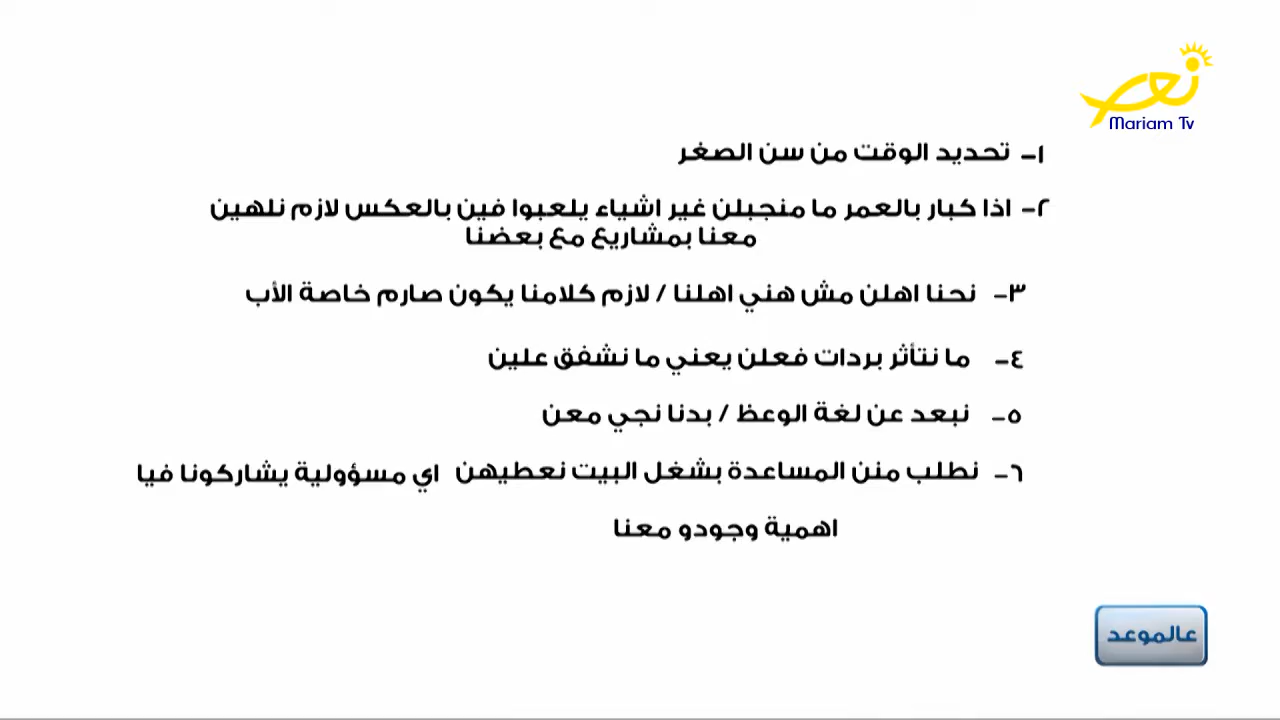 نعم
Mariam Tv
١- تحديد الوقت من سن الصغر
٢- اذا كبار بالعمر ما منجبلن غير اشياء يلعبوا فين بالعكس لازم نلهين
معنا بمشاريع مع بعضنا
٣- نحنا اهلن مش هني اهلنا / لازم كلامنا يكون صارم خاصة الأب
٤- ما نتأثر بردات فعلن يعني ما نشفق علين
٥- نبعد عن لغة الوعظ / بدنا نجي معن
٦- نطلب منن المساعدة بشغل البيت نعطيهن اي مسؤولية يشاركونا فيا
اهمية وجودو معنا
عالموعد